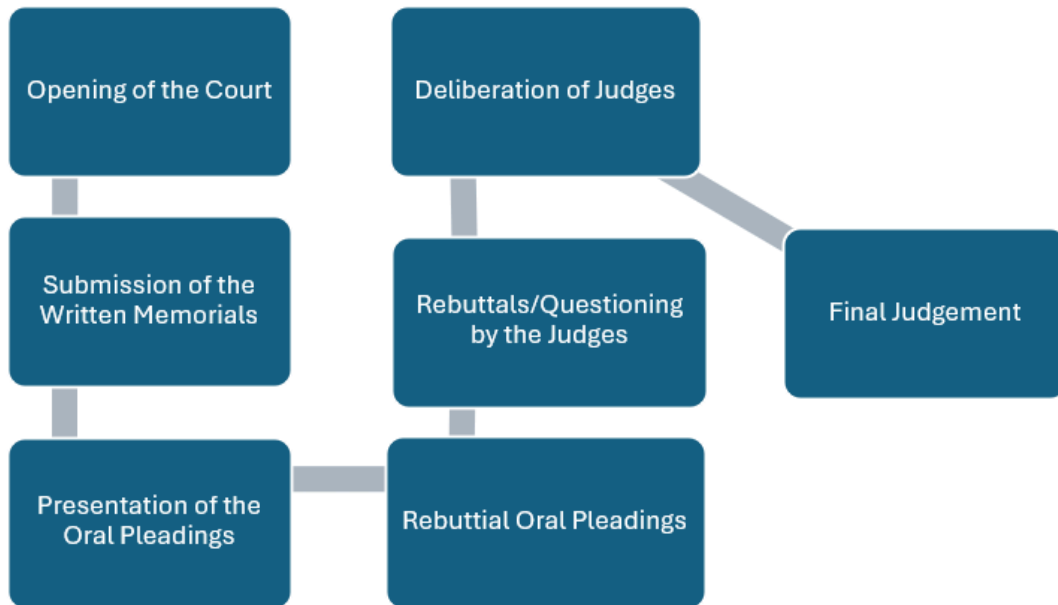 Opening of the Court
Submission of the
Written Memorials
Presentation of the
Oral Pleadings
Rebuttial Oral Pleadings
Rebuttals/Questioning
by the Judges
Deliberation of Judges
Final Judgement